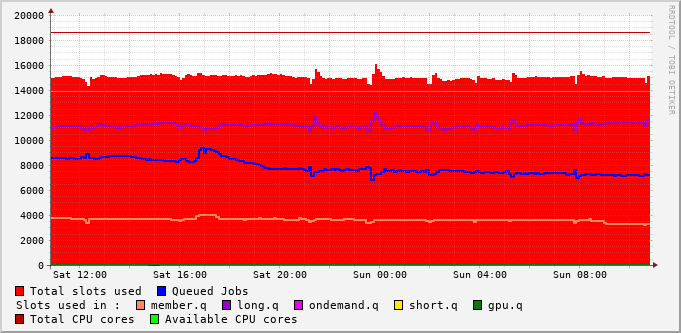 20000
18000
16000
14000
12000
10000
8000
6000
4000
2000
0
Sat 12:00 Sat 16:00 Sat 20:00 Sun 00:00 Sun 04:00 Sun 08:00
Total slots used Queued Jobs
Slots used in : member.q long.q ondemand.q short.q gpu.q
Total CPU cores Available CPU cores
RRDTOOL / TOBI OETIKER